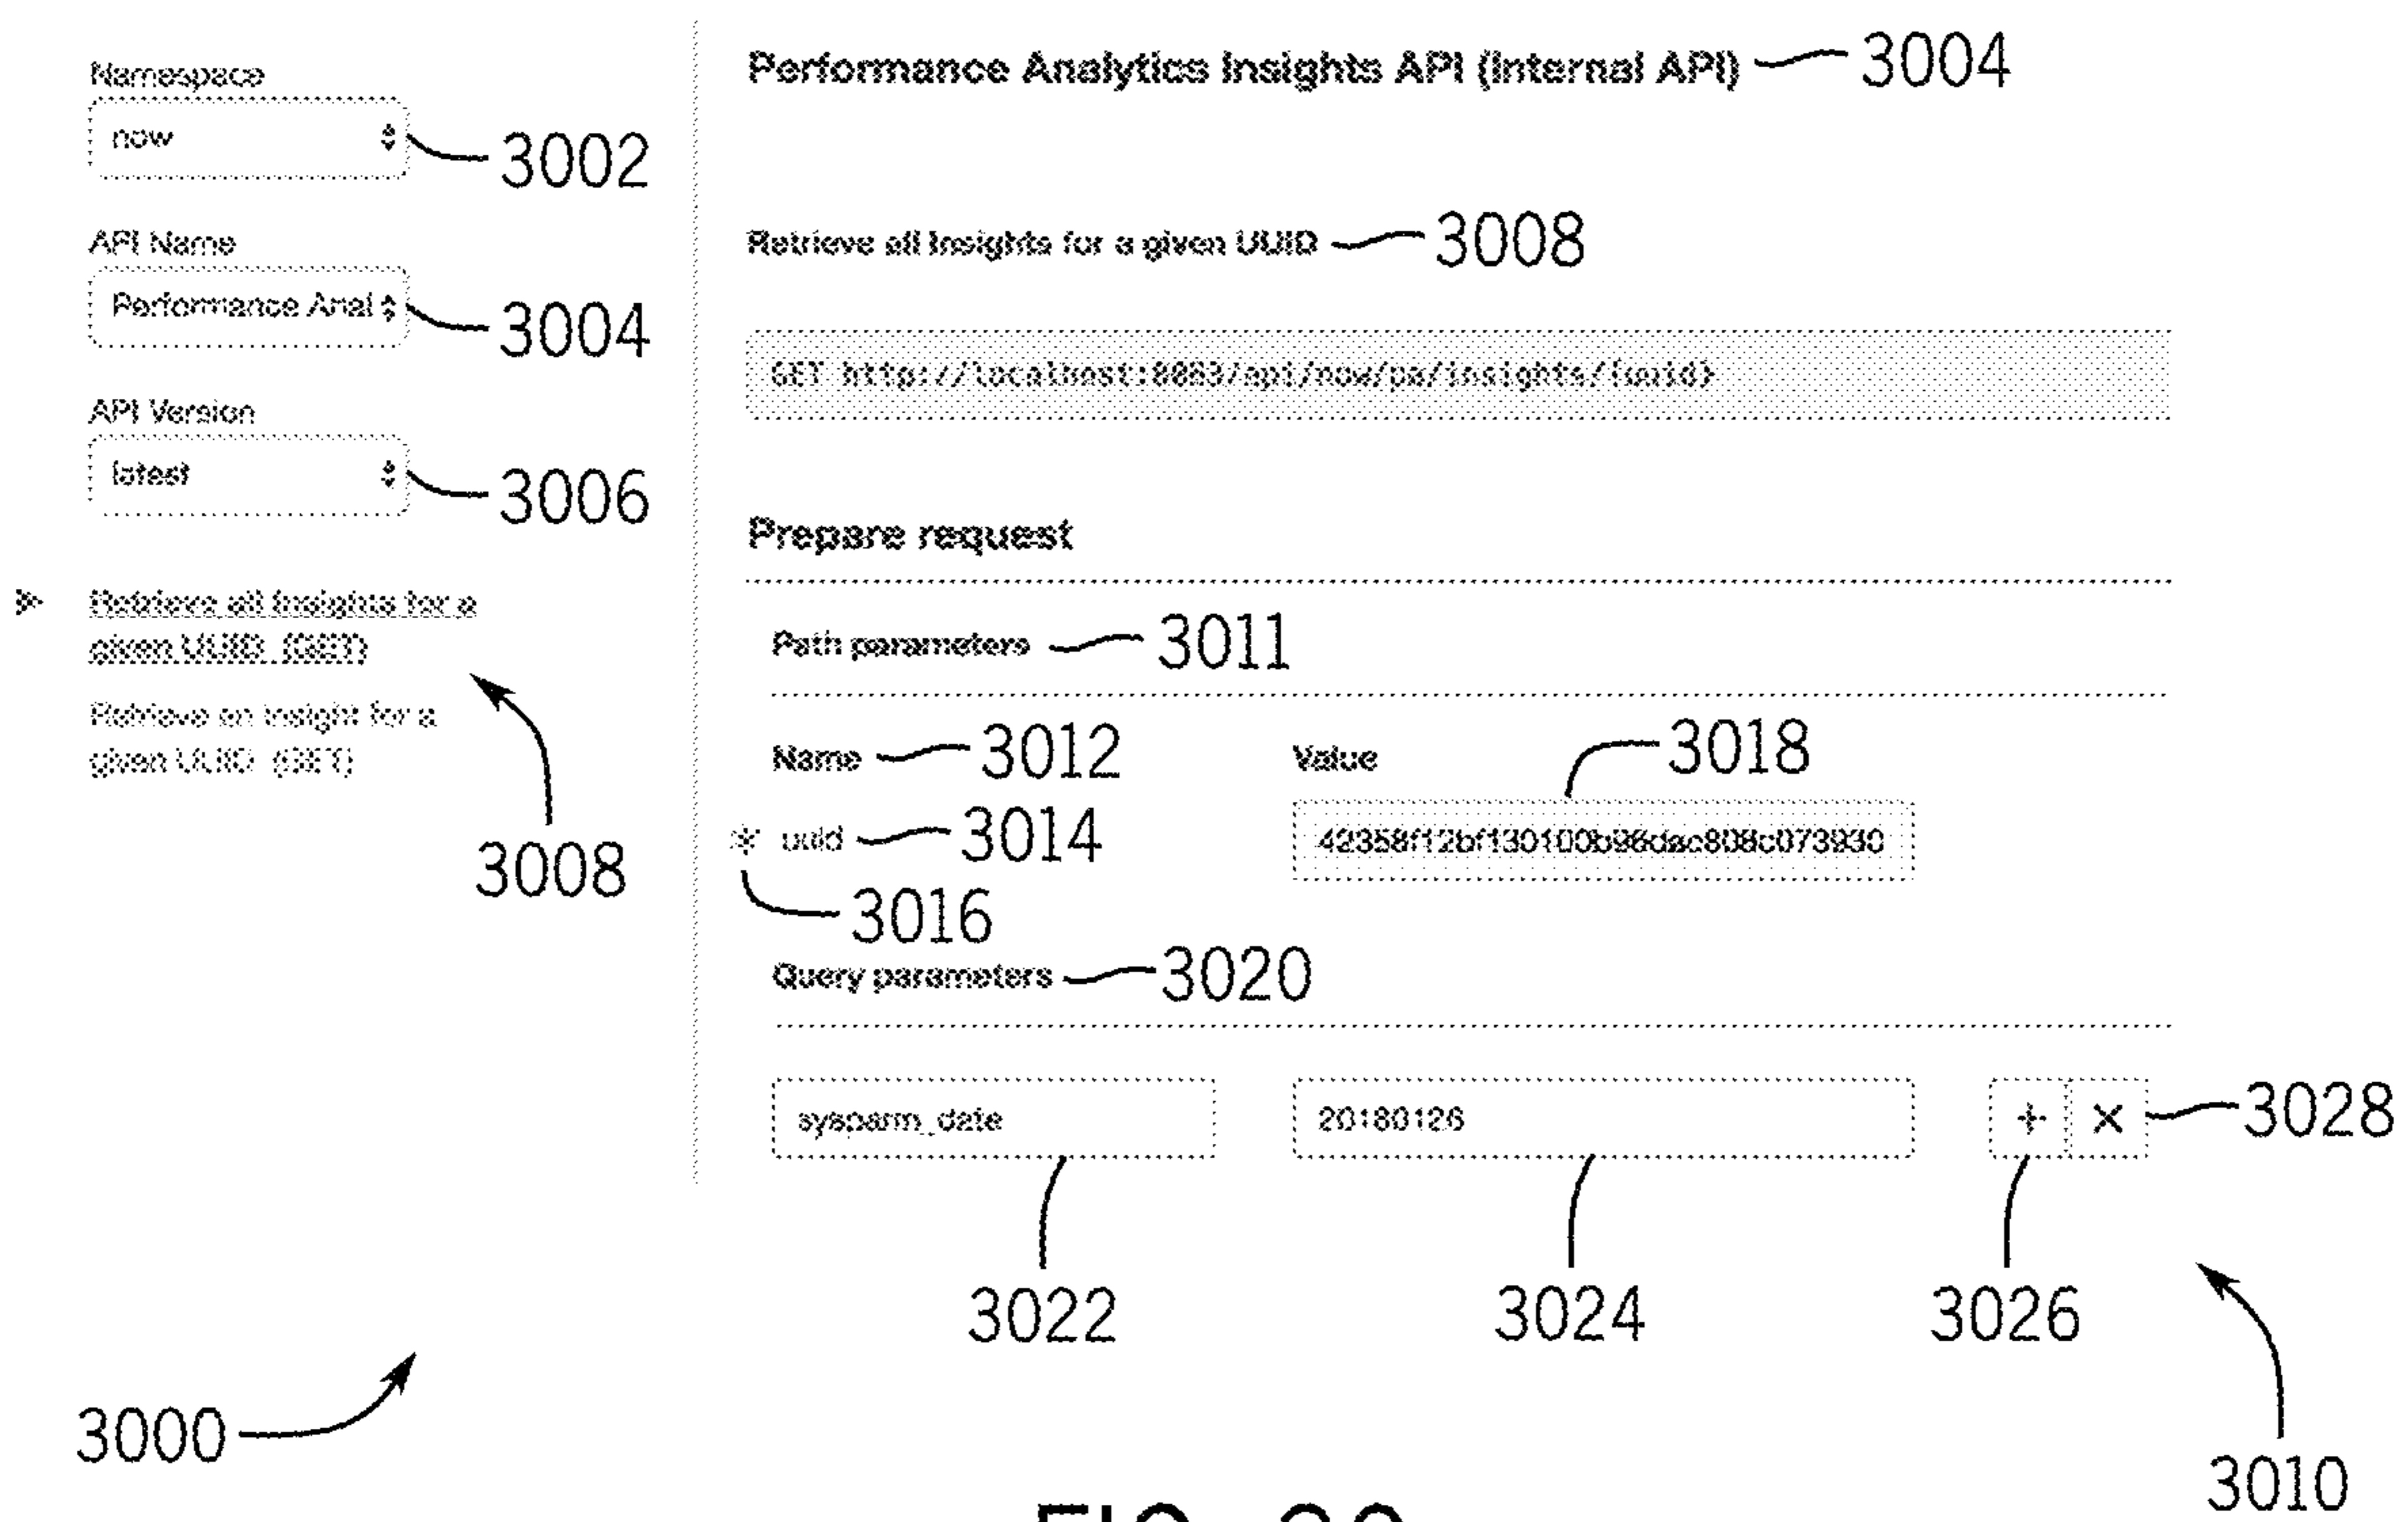 Namespace
now
3002
API Name
Performance Anal
3004
API Version
latest
3006
Retrieve all Insights for a
given UUID (GET)
Retrieve an insight for a
given UUID (GET)
3008
Performance Analytics Insights API (Internal API)
3004
Retrieve all Insights for a given UUID
3008
GET http://localhost:8083/api/now/pa/insights/{uuid}
Prepare request
Path parameters
3011
Name
3012
Value
3018
* uuid
3014
3016
Query parameters
3020
sysparm_date
20180126
+
×
3028
3022
3024
3026
3000
3010